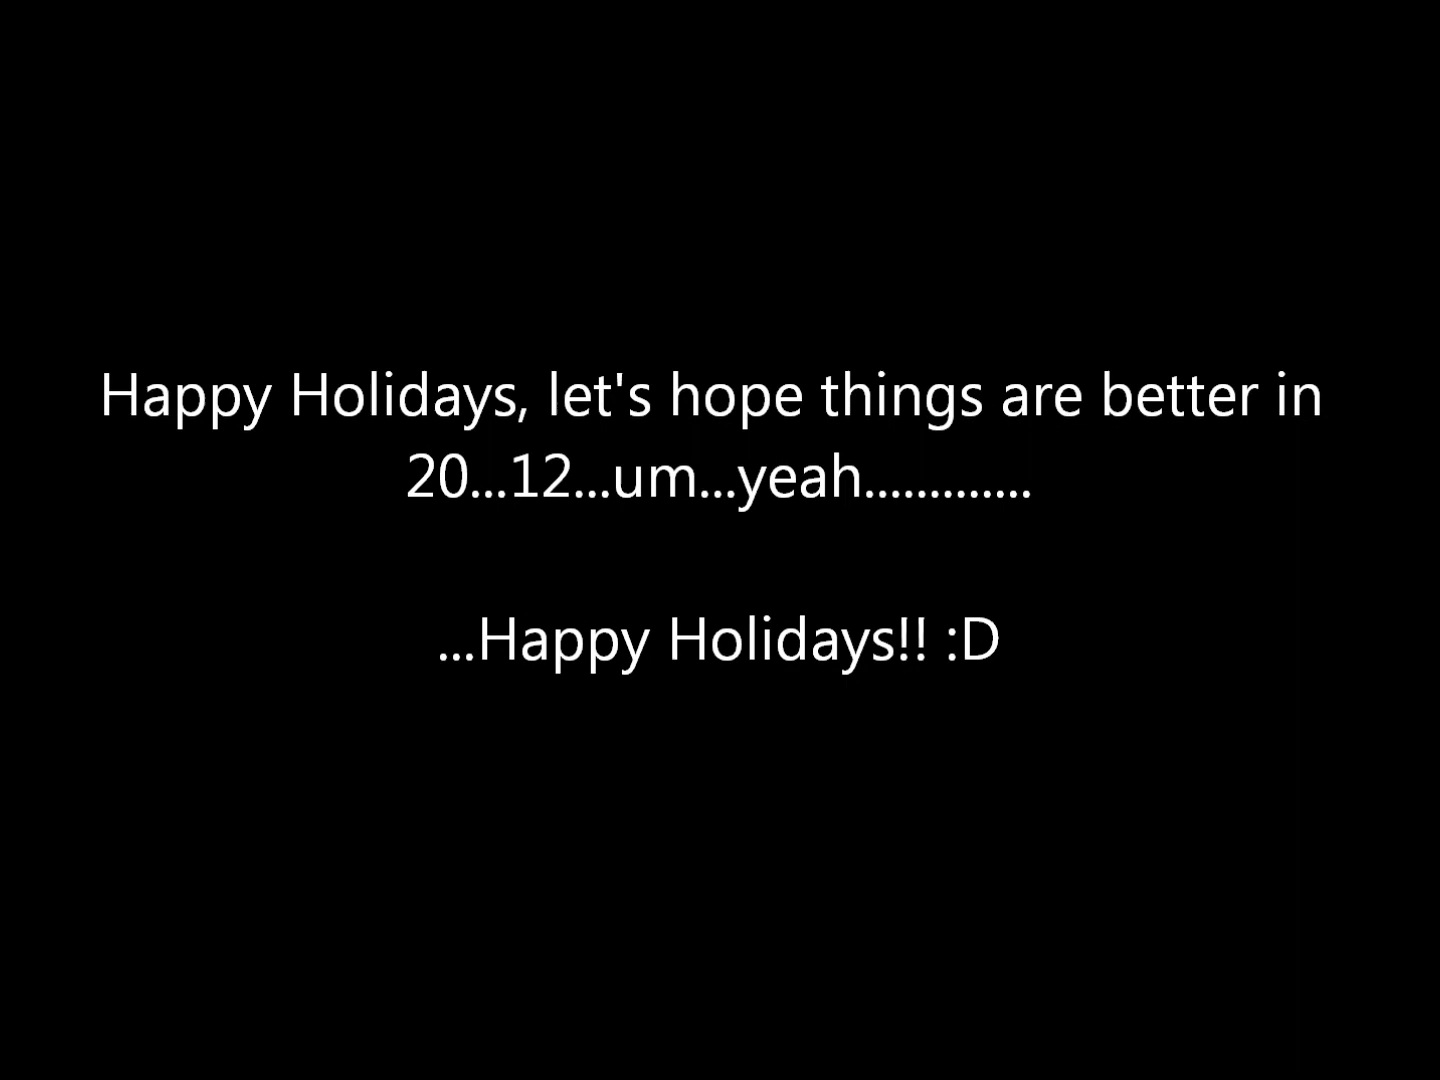 Happy Holidays, let's hope things are better in
20...12...um...yeah.............
...Happy Holidays!! :D